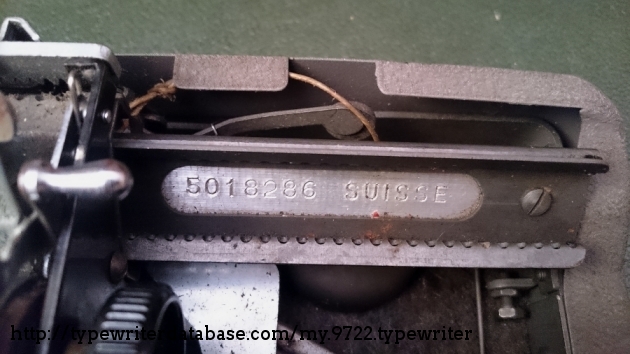 5018286 SUISSE
http://typewriterdatabase.com/my.9722.typewriter